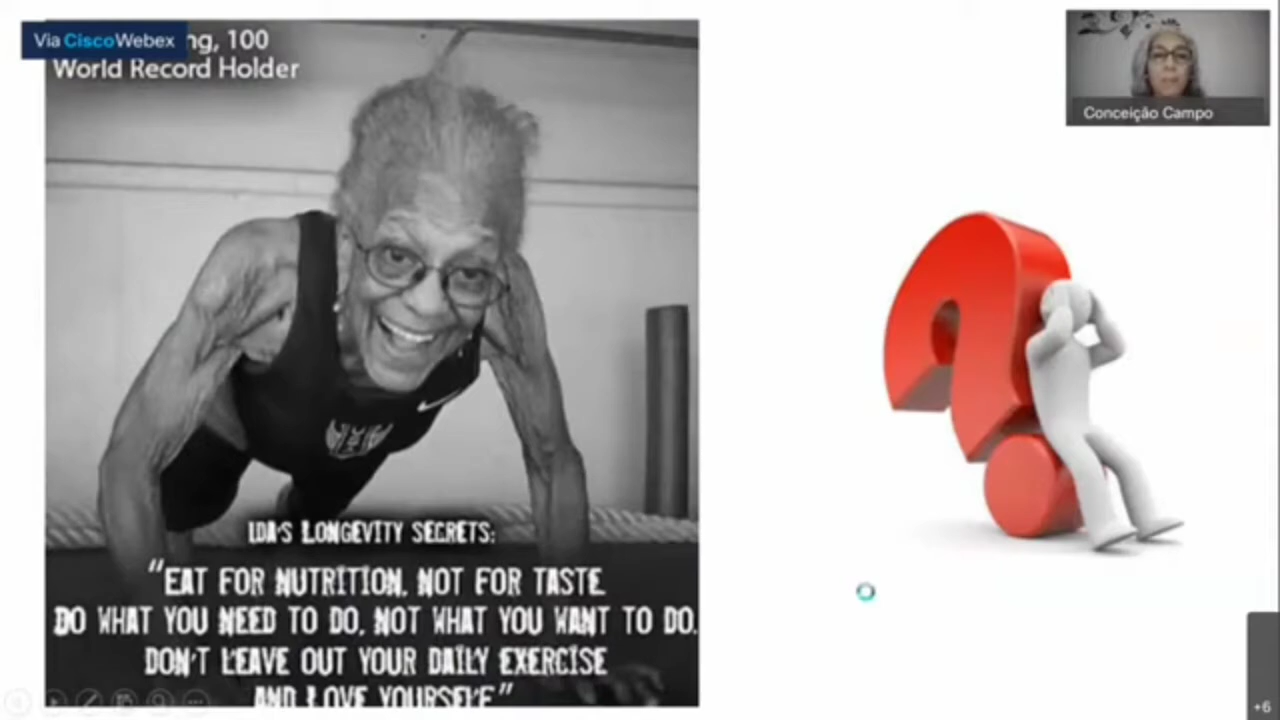 Via CiscoWebex ng, 100
World Record Holder
Conceição Campo
IDA'S LONGEVITY SECRETS:
"EAT FOR NUTRITION, NOT FOR TASTE
DO WHAT YOU NEED TO DO, NOT WHAT YOU WANT TO DO.
DON'T LEAVE OUT YOUR DAILY EXERCISE
AND LOVE YOURSELF"
+6